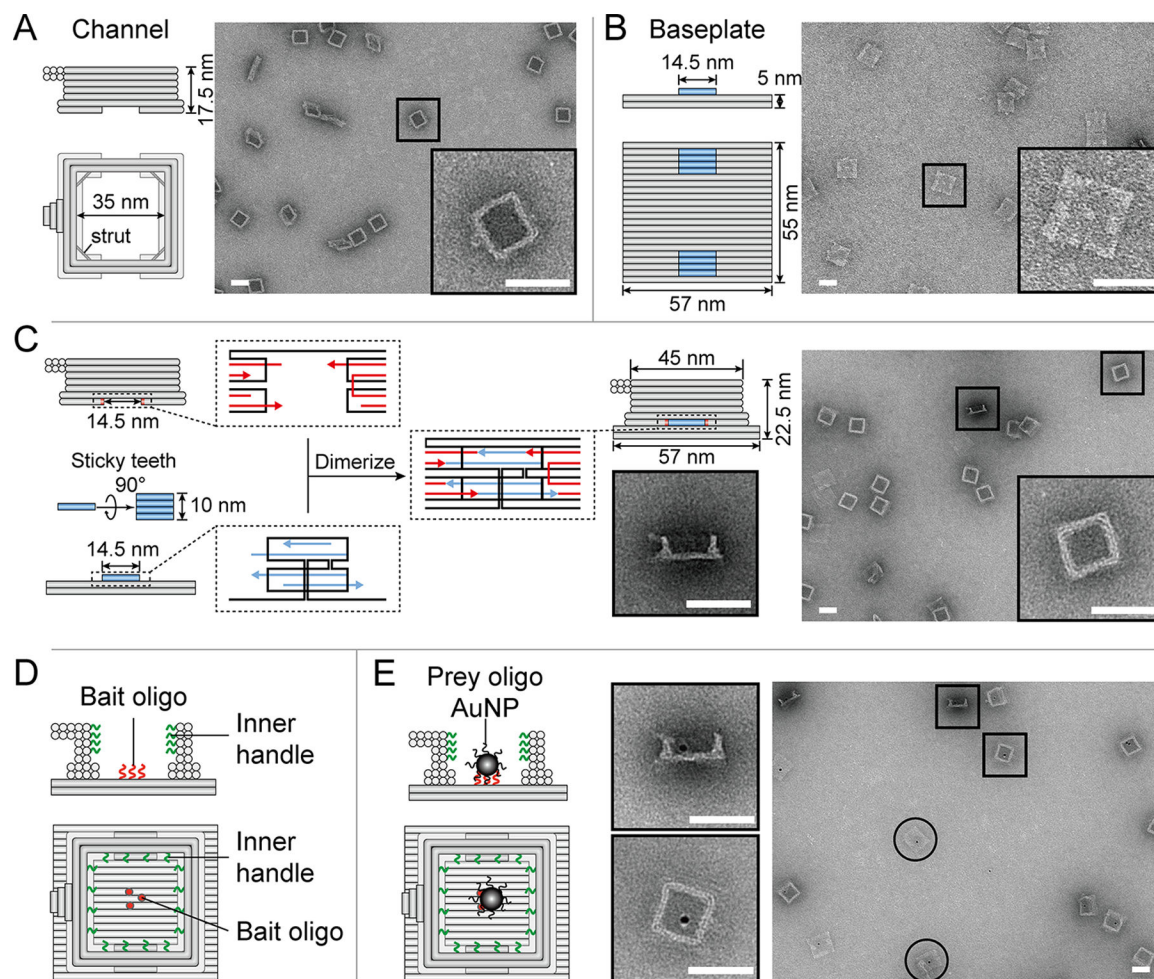 A
Channel
17.5 nm
35 nm
strut
B
Baseplate
14.5 nm
5 nm
55 nm
57 nm
C
14.5 nm
Sticky teeth
90°
10 nm
14.5 nm
Dimerize
45 nm
22.5 nm
57 nm
D
Bait oligo
Inner
handle
Inner
handle
Bait oligo
E
Prey oligo
AuNP